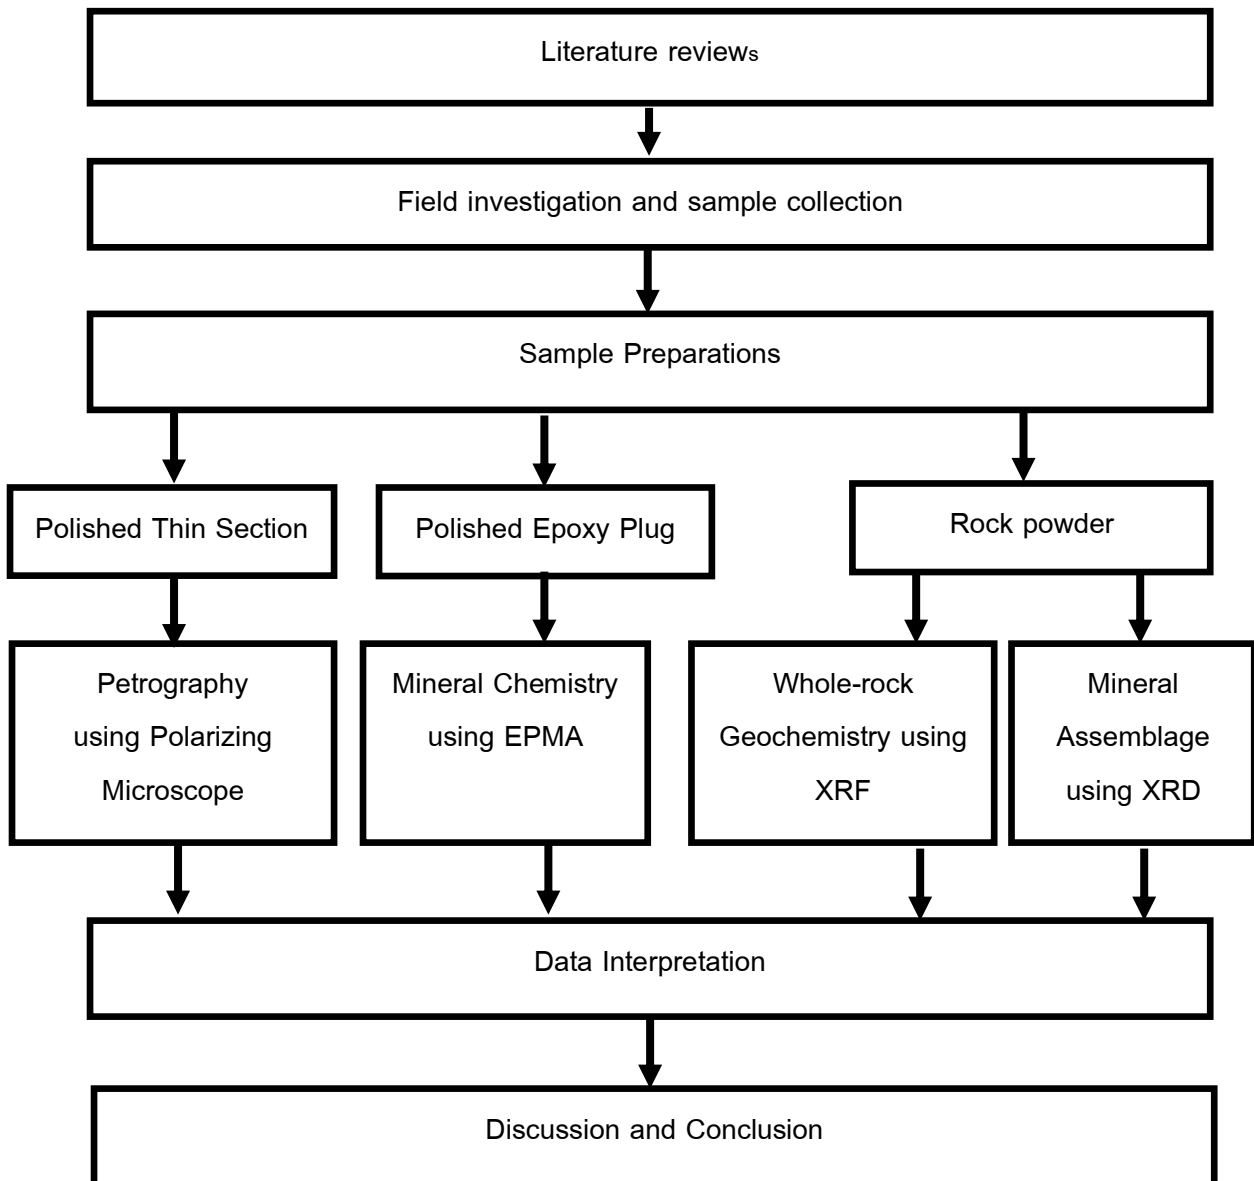 Literature reviews
Field investigation and sample collection
Sample Preparations
Polished Thin Section
Polished Epoxy Plug
Rock powder
Petrography
using Polarizing
Microscope
Mineral Chemistry
using EPMA
Whole-rock
Geochemistry using
XRF
Mineral
Assemblage
using XRD
Data Interpretation
Discussion and Conclusion